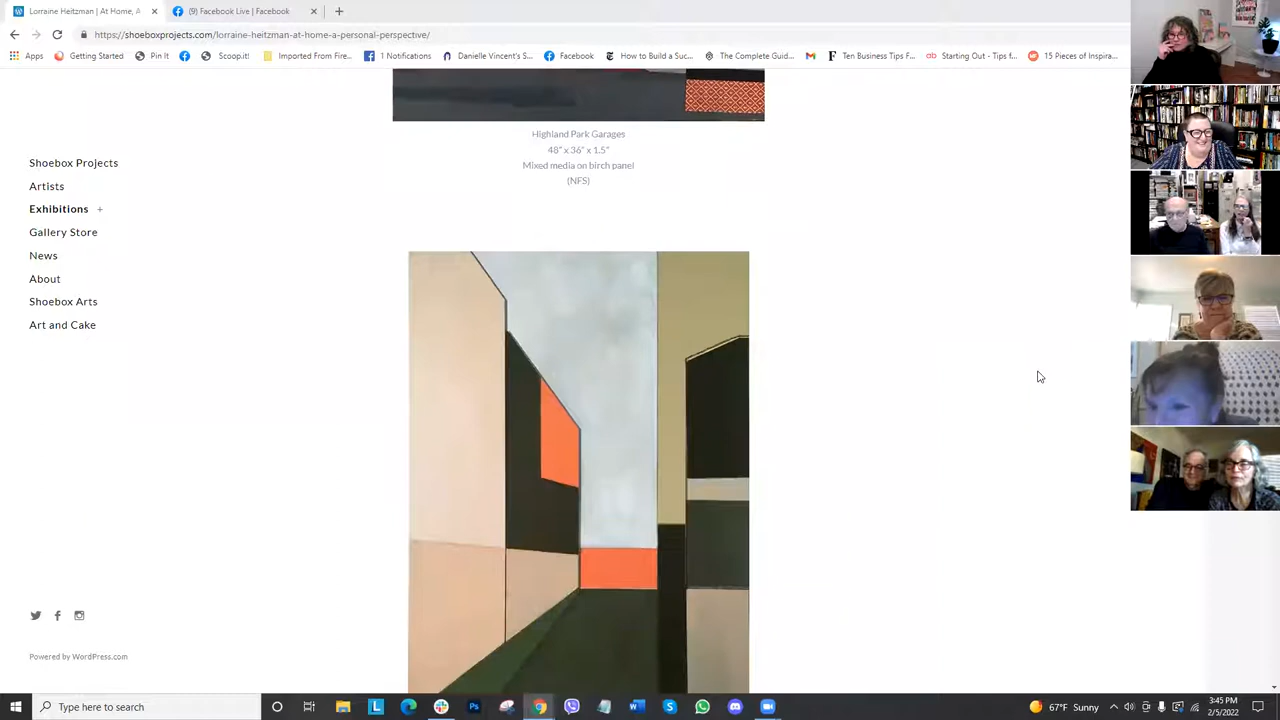 Lorraine Heitzman | At Home, A
(9) Facebook Live | Facebook
https://shoeboxprojects.com/lorraine-heitzman-at-home-a-personal-perspective/
Apps
Getting Started
Pin It
Scoop.it!
Imported From Fire...
1 Notifications
Danielle Vincent's S...
Facebook
How to Build a Suc...
The Complete Guid...
Ten Business Tips F...
Starting Out - Tips f...
15 Pieces of Inspira...
Highland Park Garages
48" x 36" x 1.5"
Mixed media on birch panel
(NFS)
Shoebox Projects
Artists
Exhibitions +
Gallery Store
News
About
Shoebox Arts
Art and Cake
Powered by WordPress.com
Type here to search
67°F Sunny
3:45 PM
2/5/2022